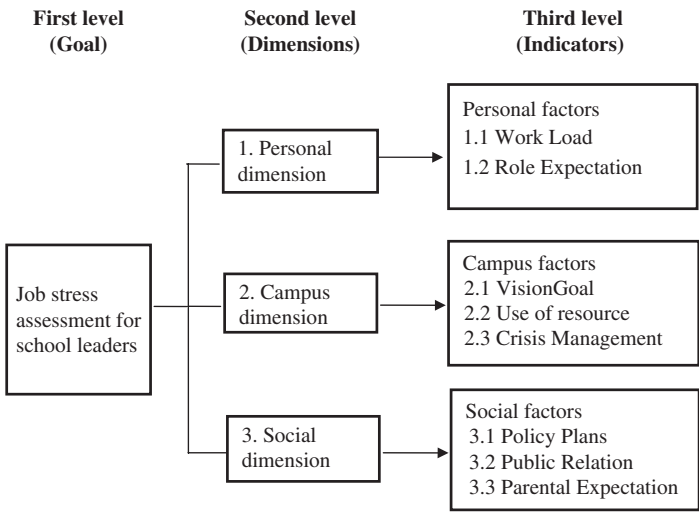 First level
(Goal)
Second level
(Dimensions)
Third level
(Indicators)
Job stress
assessment for
school leaders
1. Personal
dimension
2. Campus
dimension
3. Social
dimension
Personal factors
1.1 Work Load
1.2 Role Expectation
Campus factors
2.1 VisionGoal
2.2 Use of resource
2.3 Crisis Management
Social factors
3.1 Policy Plans
3.2 Public Relation
3.3 Parental Expectation